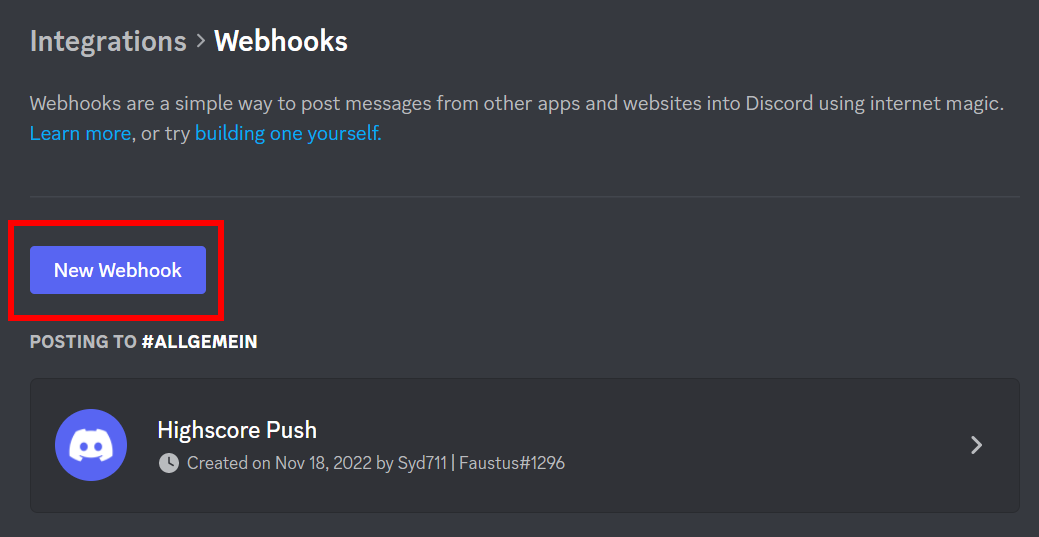 Integrations > Webhooks
Webhooks are a simple way to post messages from other apps and websites into Discord using internet magic.
Learn more, or try building one yourself.
New Webhook
POSTING TO #ALLGEMEIN
Highscore Push
Created on Nov 18, 2022 by Syd711 | Faustus#1296